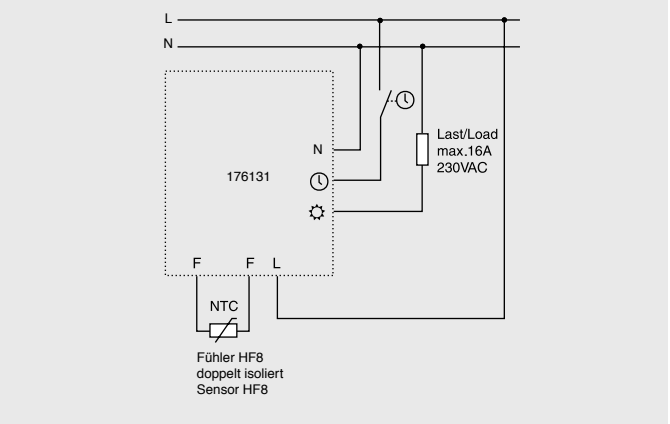 L
N
N
176131
Last/Load
max.16A
230VAC
F
F
L
NTC
Fühler HF8
doppelt isoliert
Sensor HF8